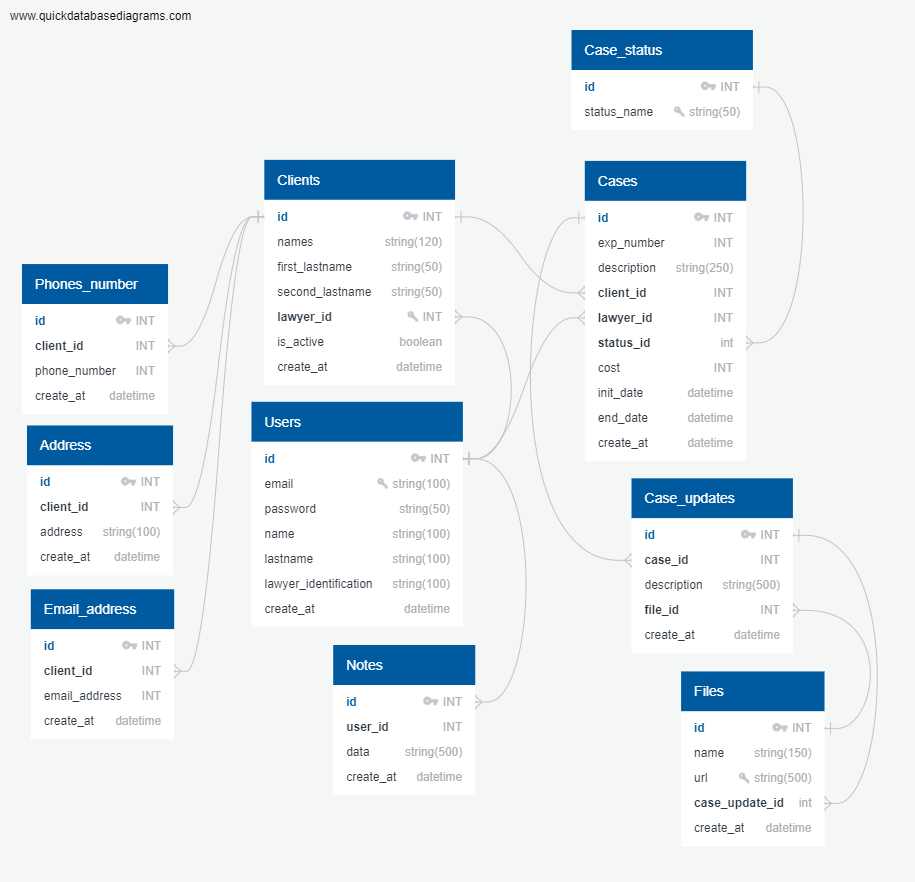 www.quickdatabasediagrams.com
Case_status
id INT
status_name string(50)
Clients
id INT
names string(120)
first_lastname string(50)
second_lastname string(50)
lawyer_id INT
is_active boolean
create_at datetime
Cases
id INT
exp_number INT
description string(250)
client_id INT
lawyer_id INT
status_id int
cost INT
init_date datetime
end_date datetime
create_at datetime
Phones_number
id INT
client_id INT
phone_number INT
create_at datetime
Address
id INT
client_id INT
address string(100)
create_at datetime
Users
id INT
email string(100)
password string(50)
name string(100)
lastname string(100)
lawyer_identification string(100)
create_at datetime
Case_updates
id INT
case_id INT
description string(500)
file_id INT
create_at datetime
Email_address
id INT
client_id INT
email_address INT
create_at datetime
Notes
id INT
user_id INT
data string(500)
create_at datetime
Files
id INT
name string(150)
url string(500)
case_update_id int
create_at datetime